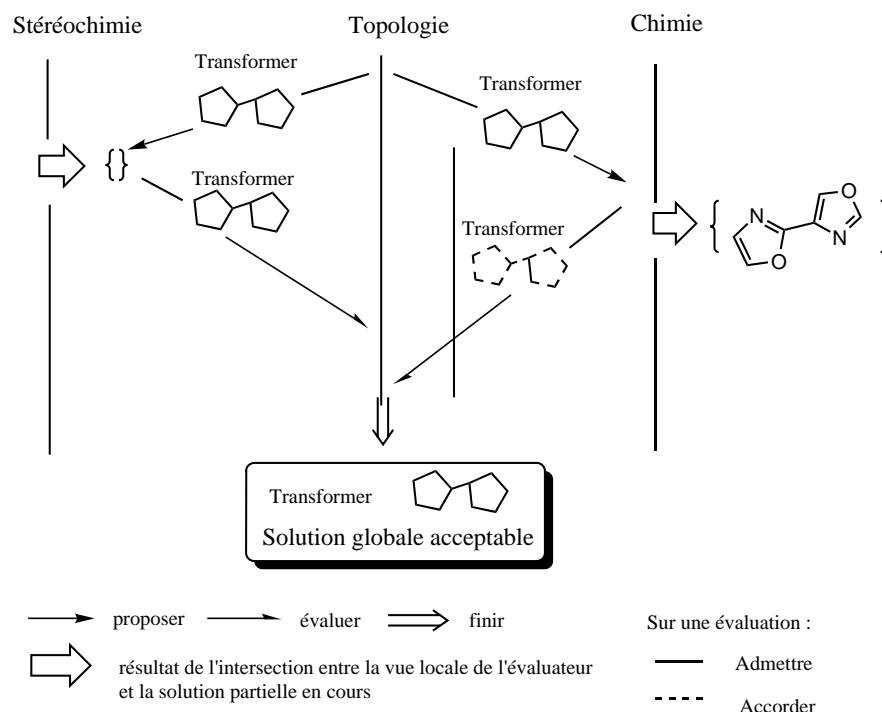 Stéréochimie
Topologie
Chimie
Transformer
Transformer
{}
Transformer
Transformer
{ N O O N }
Transformer
Solution globale acceptable
proposer
évaluer
finir
Sur une évaluation :
résultat de l'intersection entre la vue locale de l'évaluateur
et la solution partielle en cours
Admettre
Accorder